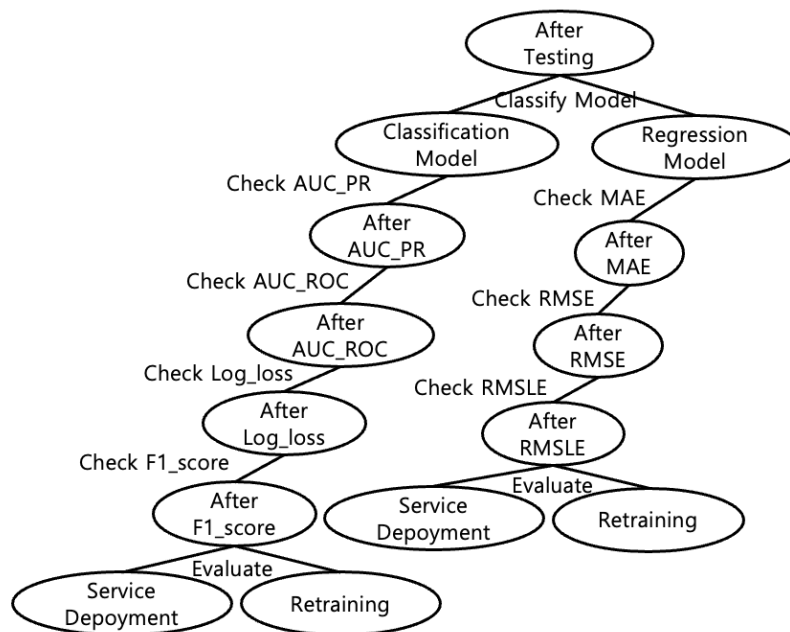 After
Testing
Classify Model
Classification
Model
Regression
Model
Check AUC_PR
Check MAE
After
AUC_PR
After
MAE
Check AUC_ROC
Check RMSE
After
AUC_ROC
After
RMSE
Check Log_loss
Check RMSLE
After
Log_loss
After
RMSLE
Check F1_score
Evaluate
After
F1_score
Service
Depoyment
Retraining
Evaluate
Service
Depoyment
Retraining